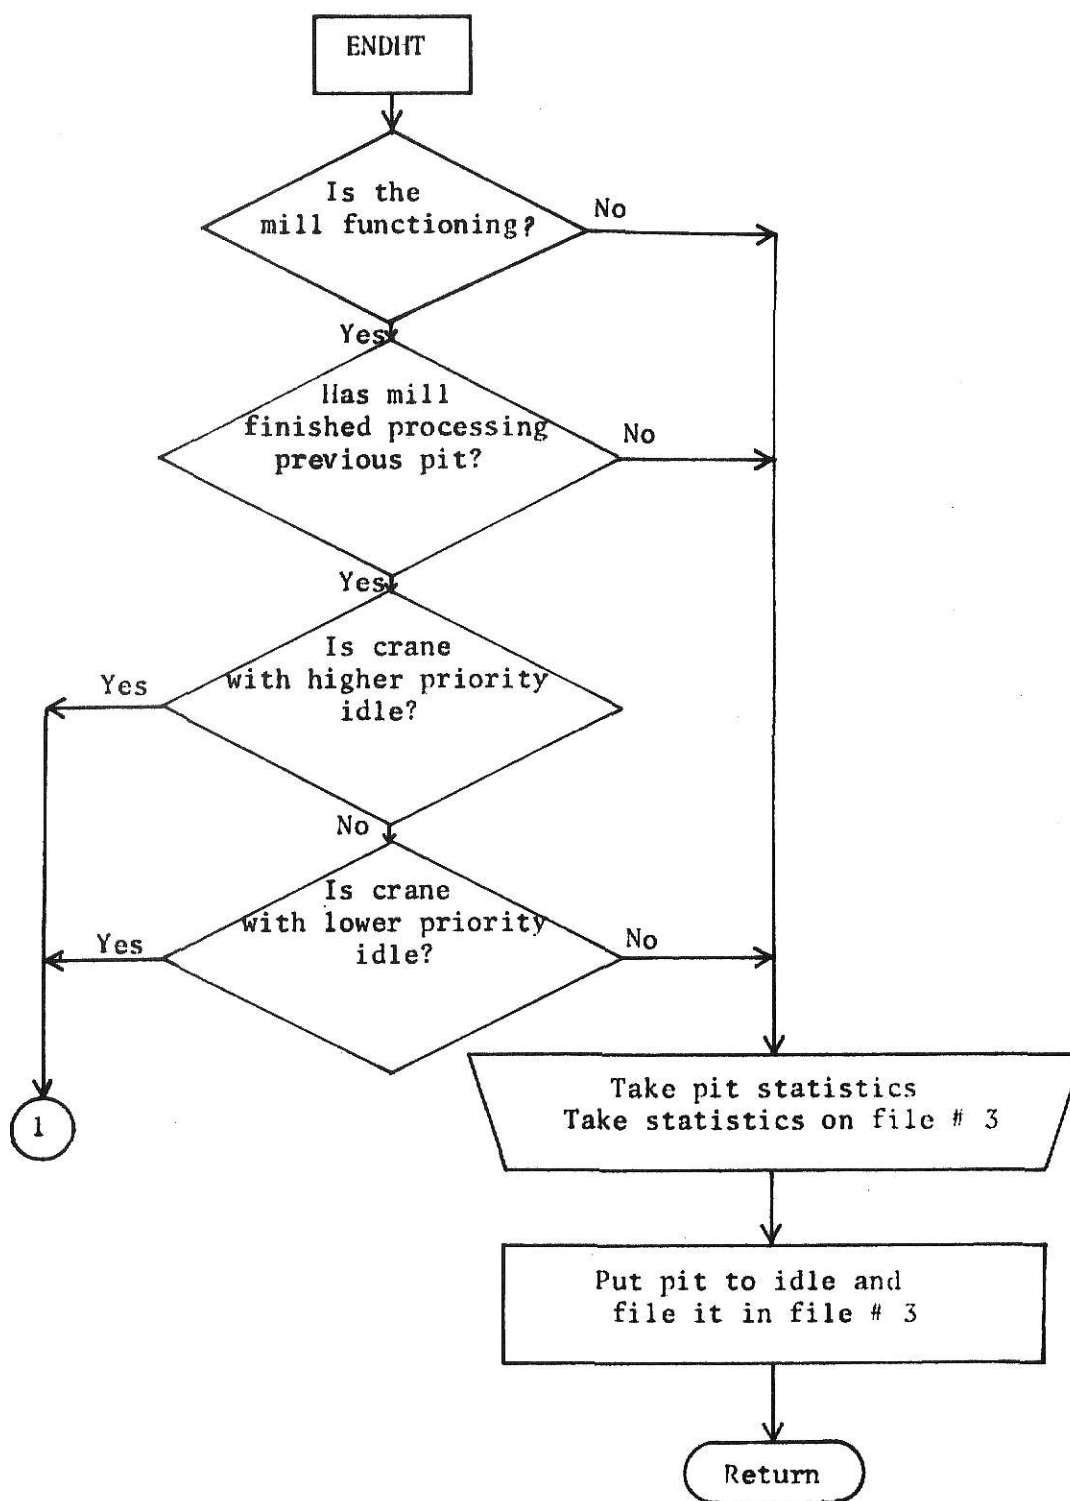 ENDHT
Is the
mill functioning?
No
Yes
Has mill
finished processing
previous pit?
No
Yes
Is crane
with higher priority
idle?
Yes
No
Is crane
with lower priority
idle?
Yes
No
1
Take pit statistics
Take statistics on file # 3
Put pit to idle and
file it in file # 3
Return